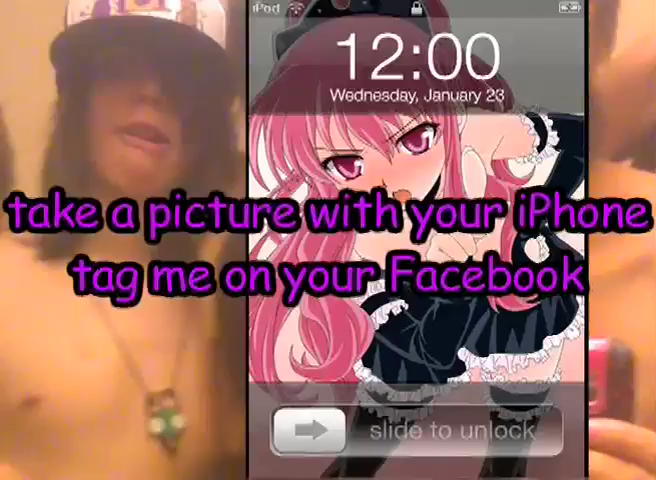 iPod
12:00
Wednesday, January 23
take a picture with your iPhone
tag me on your Facebook
slide to unlock